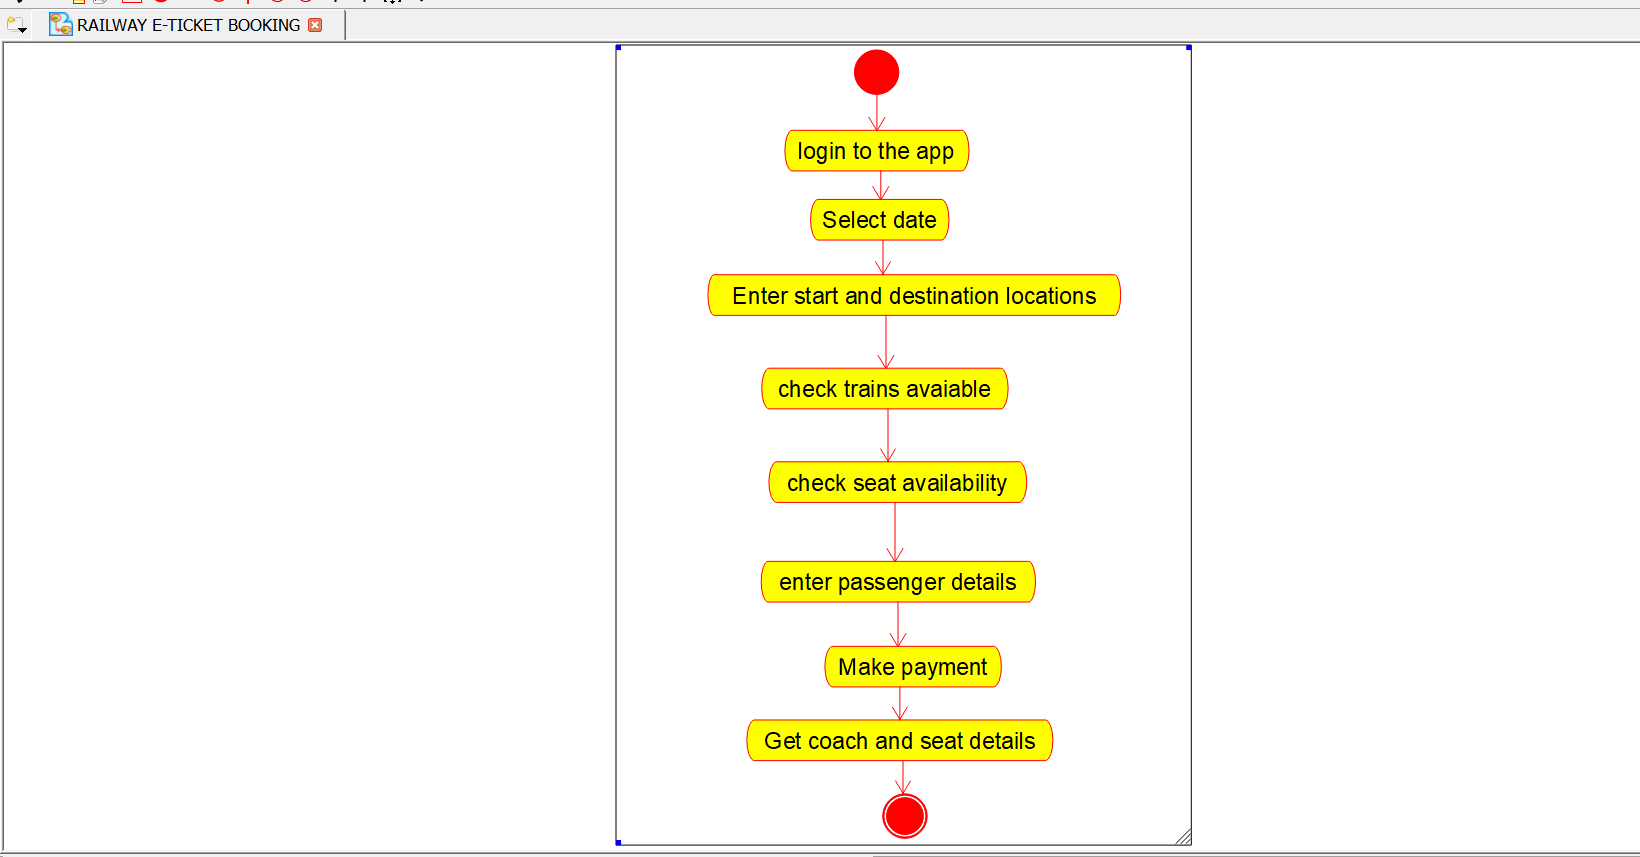 RAILWAY E-TICKET BOOKING
login to the app
Select date
Enter start and destination locations
check trains avaiable
check seat availability
enter passenger details
Make payment
Get coach and seat details